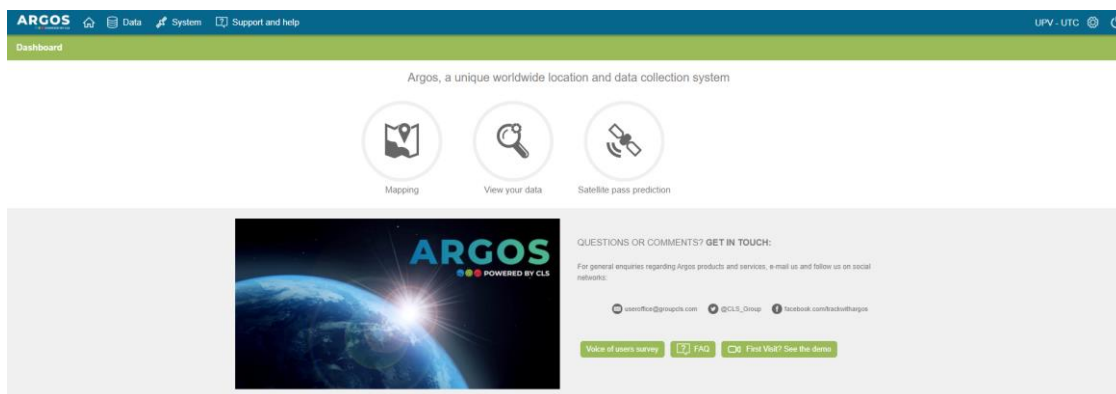 ARGOS Data System Support and help UPV - UTC
Dashboard
Argos, a unique worldwide location and data collection system
Mapping View your data Satellite pass prediction
ARGOS
POWERED BY CLS
QUESTIONS OR COMMENTS? GET IN TOUCH:
For general enquiries regarding Argos products and services, e-mail us and follow us on social
networks:
useroffice@groupcls.com @CLS_Group facebook.com/trackwithargos
Voice of users survey FAQ First Visit? See the demo